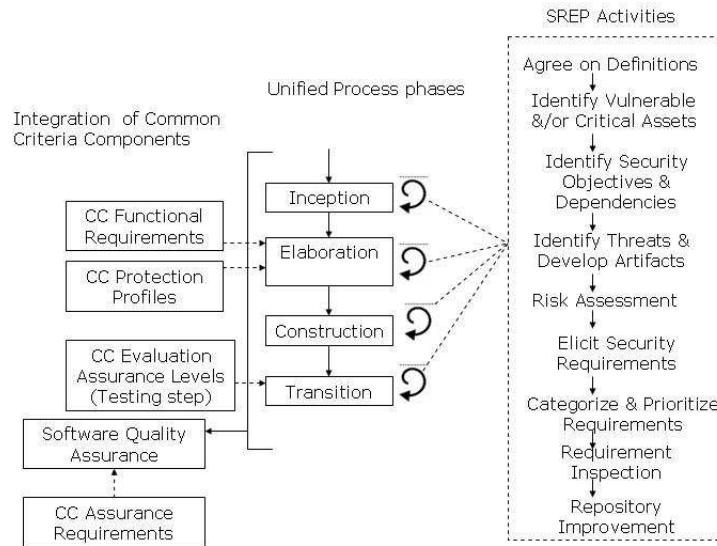 SREP Activities
Unified Process phases
Integration of Common
Criteria Components
Inception
Elaboration
Construction
Transition
CC Functional
Requirements
CC Protection
Profiles
CC Evaluation
Assurance Levels
(Testing step)
Software Quality
Assurance
CC Assurance
Requirements
Agree on Definitions
Identify Vulnerable
&/or Critical Assets
Identify Security
Objectives &
Dependencies
Identify Threats &
Develop Artifacts
Risk Assessment
Elicit Security
Requirements
Categorize & Prioritize
Requirements
Requirement
Inspection
Repository
Improvement